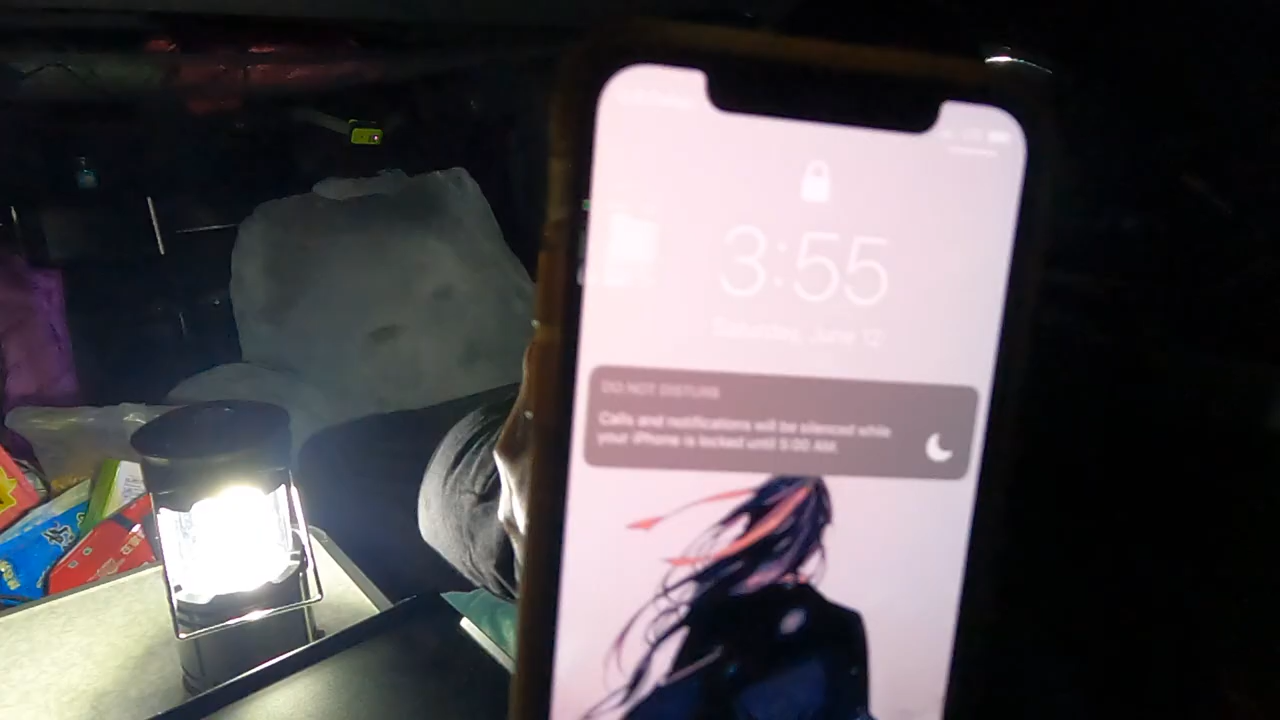 3:55
Saturday, June 12
DO NOT DISTURB
Calls and notifications will be silenced while
your iPhone is locked until 5:00 AM.